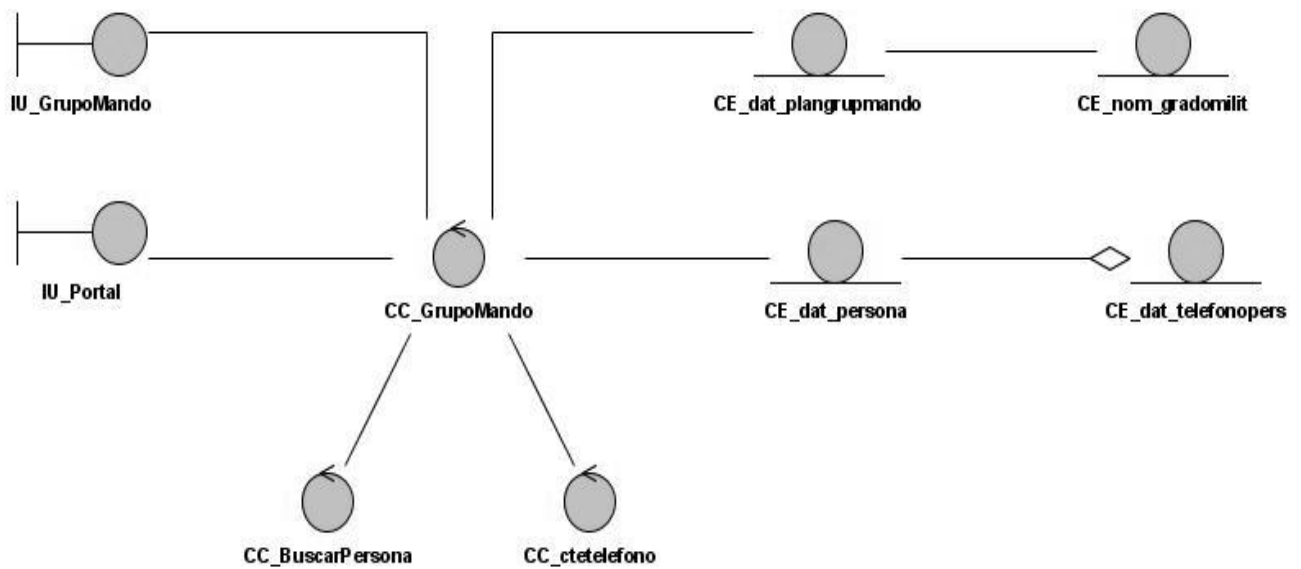 IU_GrupoMando
CE_dat_plangrupmando
CE_nom_gradomilit
IU_Portal
CC_GrupoMando
CE_dat_persona
CE_dat_telefonopers
CC_BuscarPersona
CC_ctetelefono